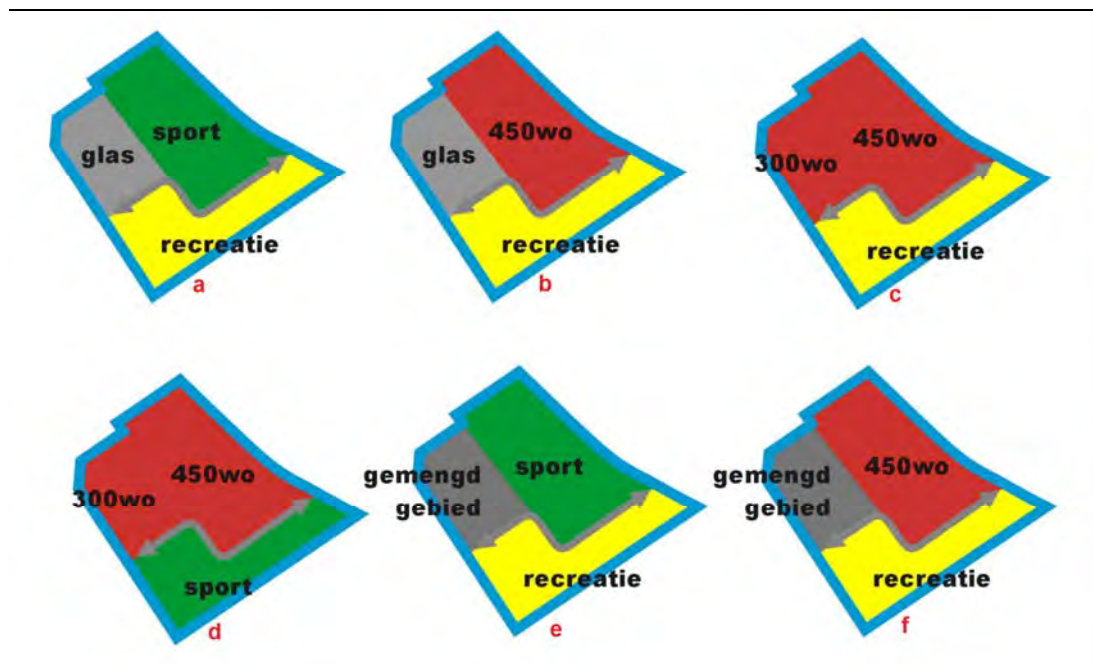 sport
glas
recreatie
a
450wo
glas
recreatie
b
450wo
300wo
recreatie
c
450wo
300wo
sport
d
gemengd
gebied
sport
recreatie
e
gemengd
gebied
450wo
recreatie
f